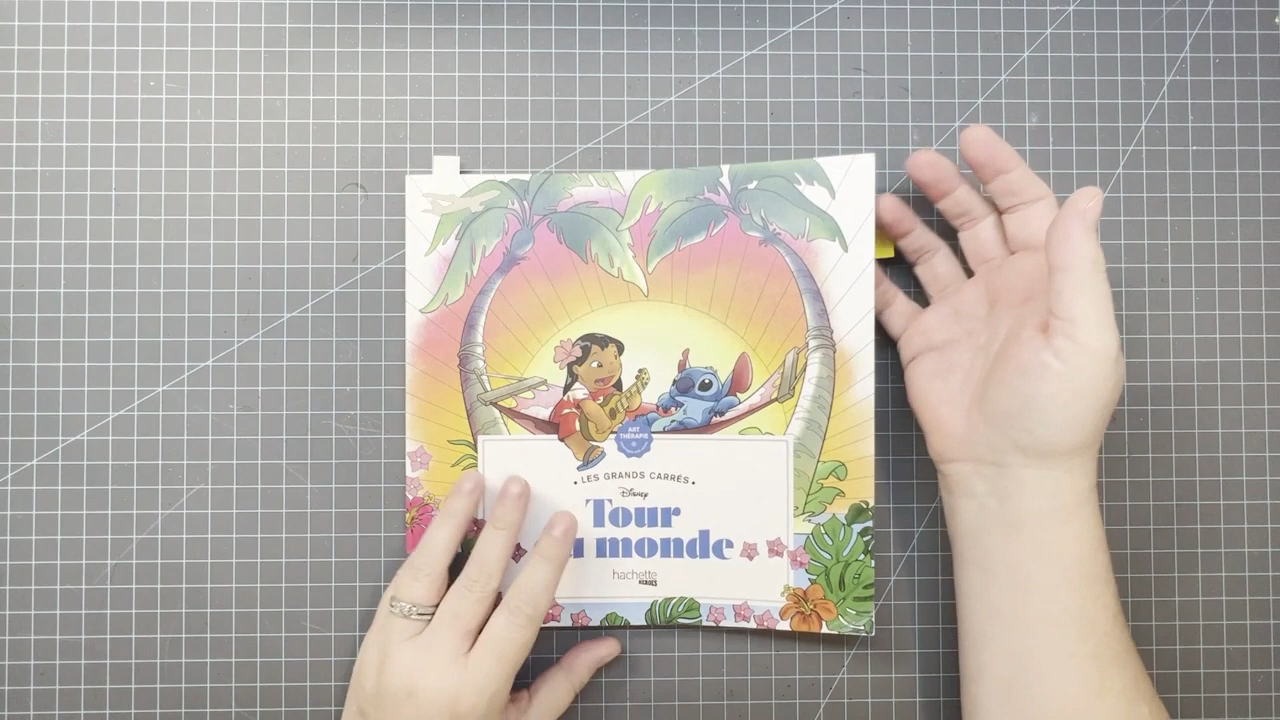 ART
THÉRAPIE
• LES GRANDS CARRÉS •
Disney
Tour
monde
hachette
HEROES